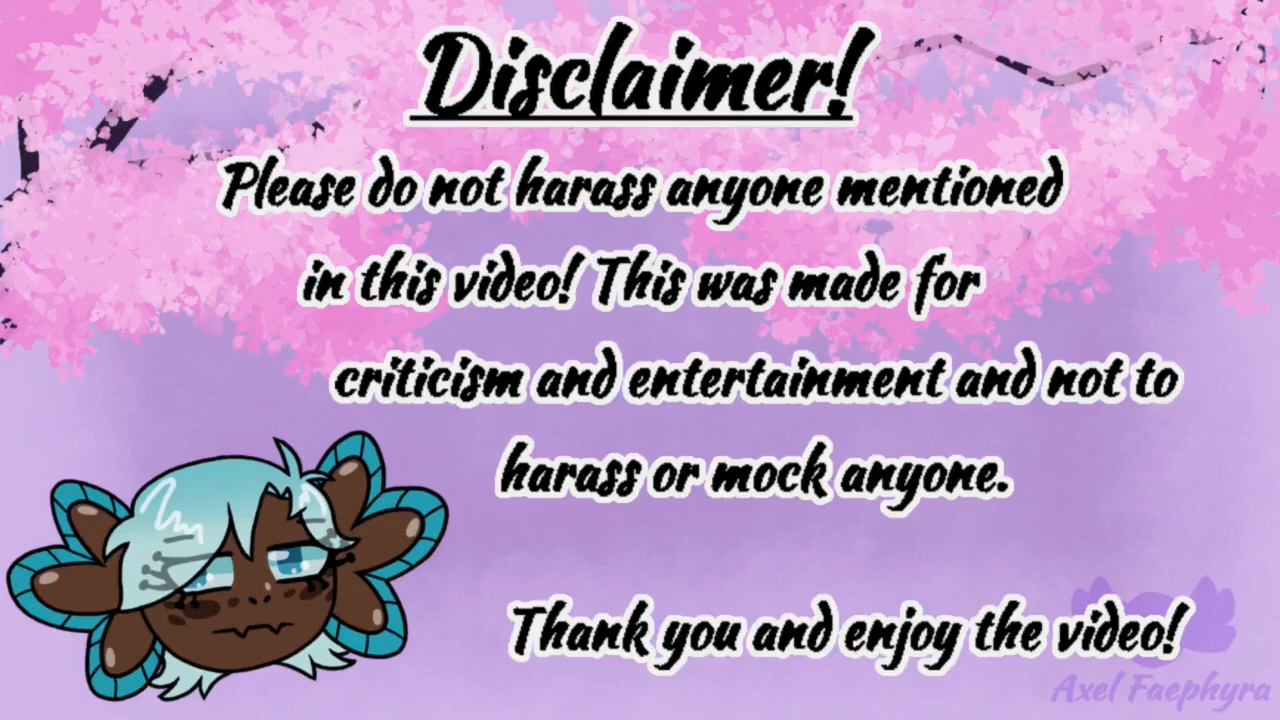 Disclaimer!
Please do not harass anyone mentioned
in this video! This was made for
criticism and entertainment and not to
harass or mock anyone.
Thank you and enjoy the video!
Axel Faephyra